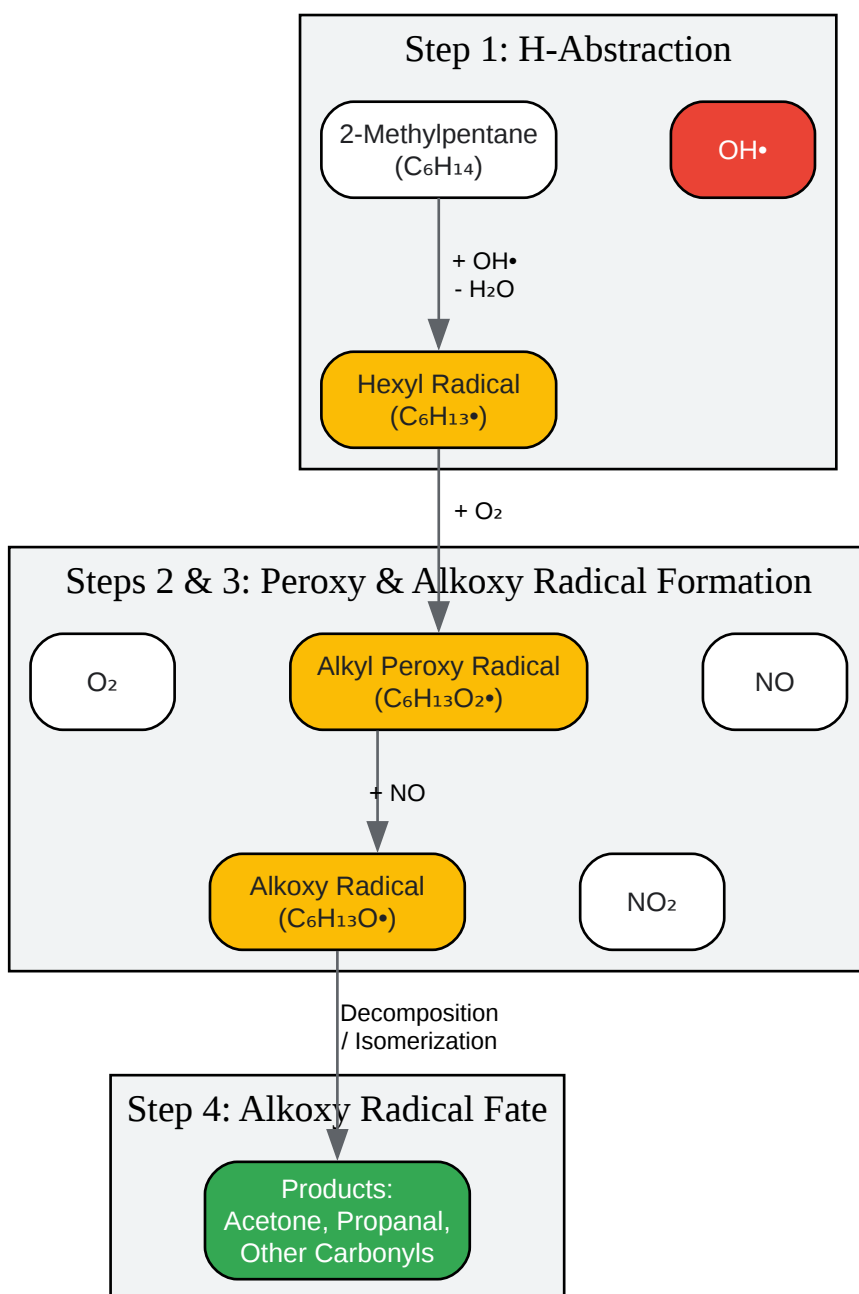 Step 1: H-Abstraction
2-Methylpentane
(C₆H₁₄)
OH•
+ OH•
- H₂O
Hexyl Radical
(C₆H₁₃•)
+ O₂
Steps 2 & 3: Peroxy & Alkoxy Radical Formation
O₂
Alkyl Peroxy Radical
(C₆H₁₃O₂•)
NO
+ NO
Alkoxy Radical
(C₆H₁₃O•)
NO₂
Decomposition
/ Isomerization
Step 4: Alkoxy Radical Fate
Products:
Acetone, Propanal,
Other Carbonyls